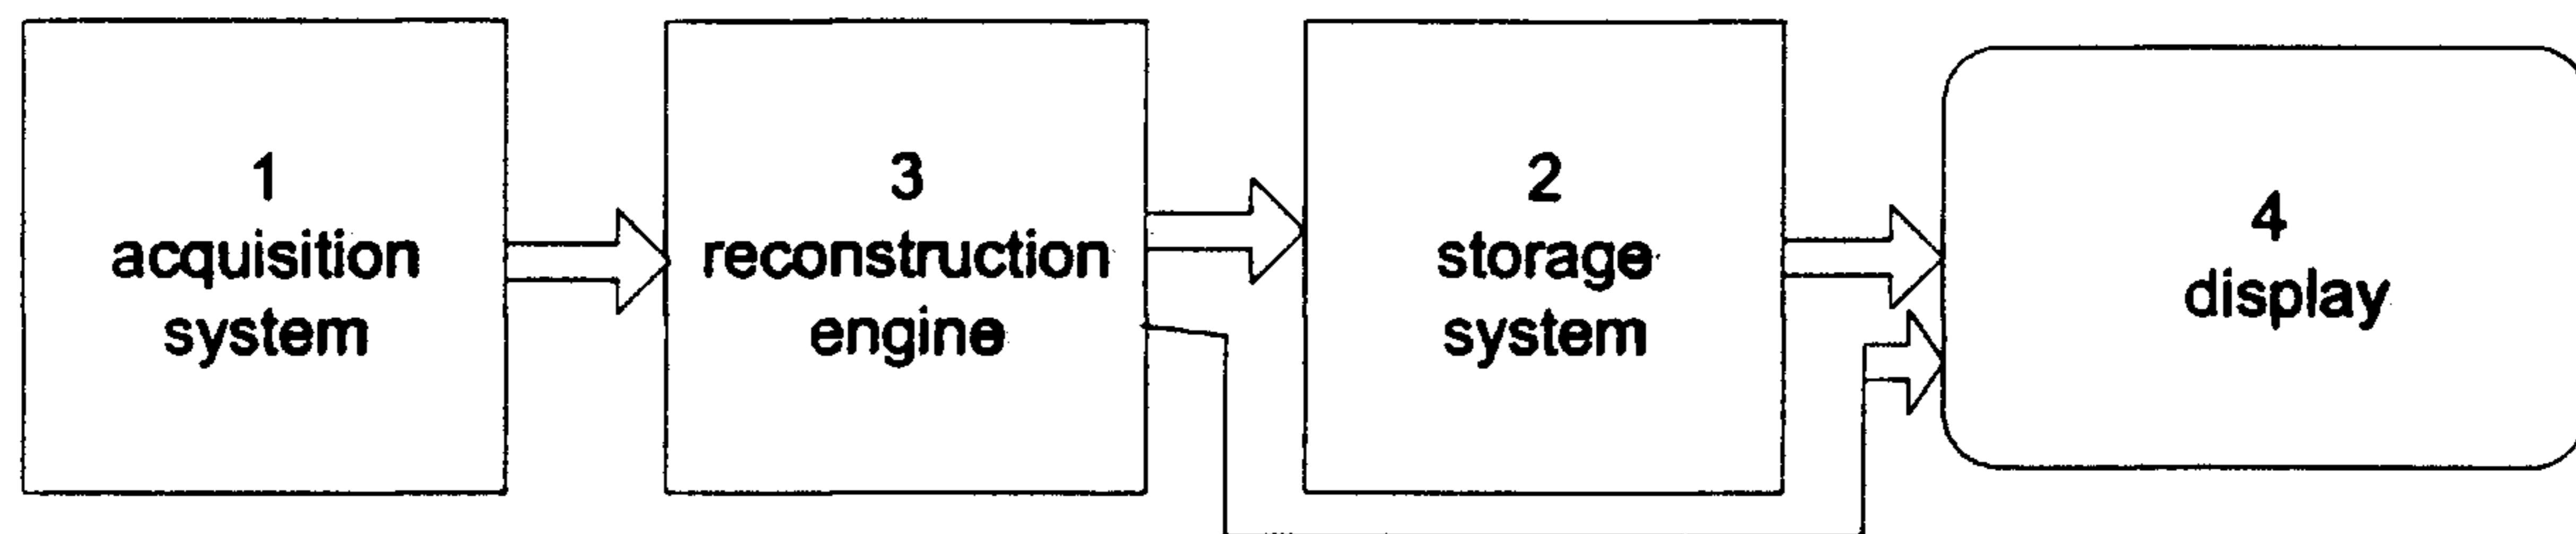 1
acquisition
system
3
reconstruction
engine
2
storage
system
4
display